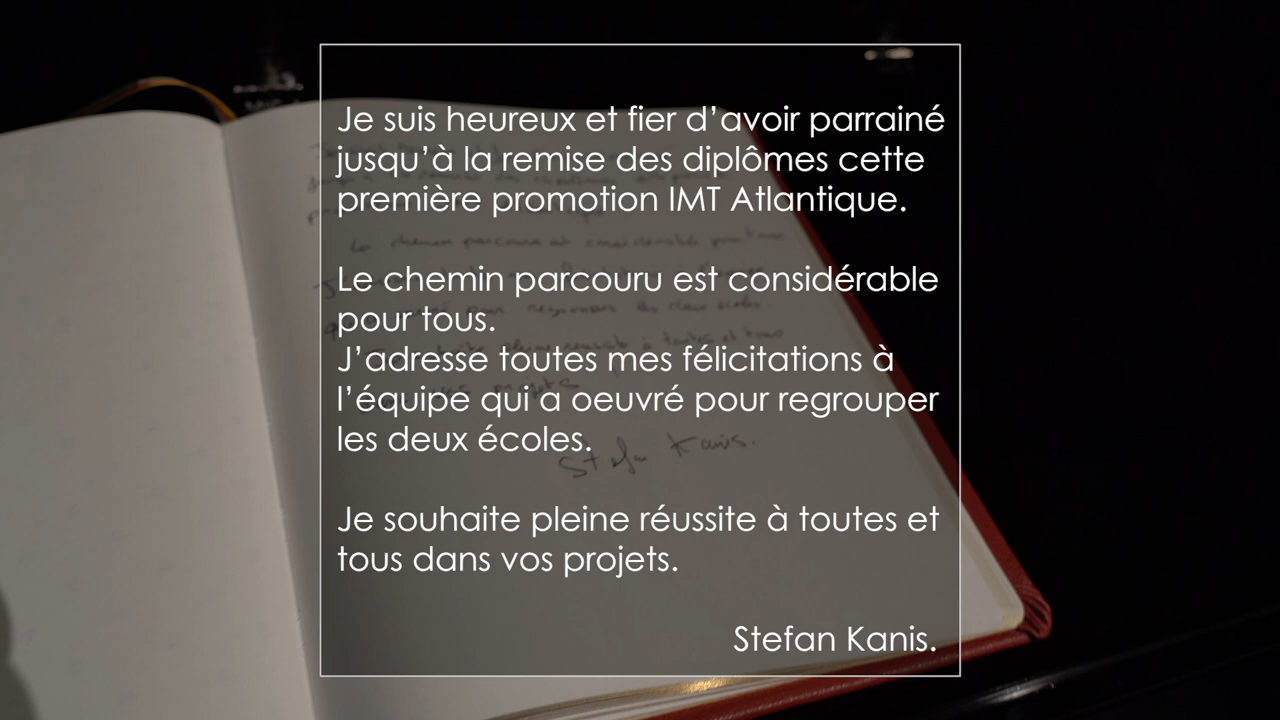 Je suis heureux et fier d’avoir parrainé
jusqu’à la remise des diplômes cette
première promotion IMT Atlantique.
Le chemin parcouru est considérable
pour tous.
J’adresse toutes mes félicitations à
l’équipe qui a oeuvré pour regrouper
les deux écoles.
Je souhaite pleine réussite à toutes et
tous dans vos projets.
Stefan Kanis.
Stefan Kanis.